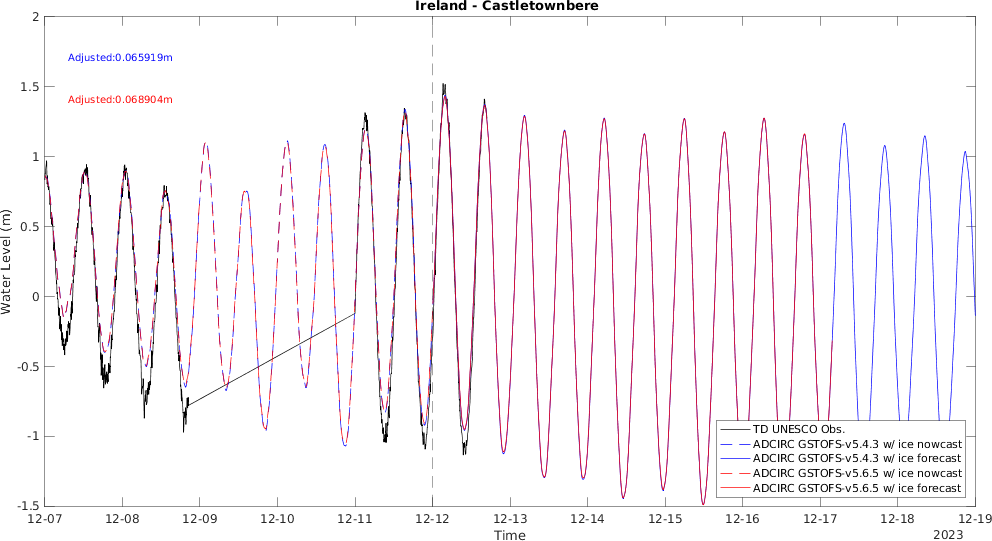 Ireland - Castletownbere
2
1.5
1
0.5
0
-0.5
-1
-1.5
Water Level (m)
Adjusted:0.065919m
Adjusted:0.068904m
TD UNESCO Obs.
ADCIRC GSTOFS-v5.4.3 w/ ice nowcast
ADCIRC GSTOFS-v5.4.3 w/ ice forecast
ADCIRC GSTOFS-v5.6.5 w/ ice nowcast
ADCIRC GSTOFS-v5.6.5 w/ ice forecast
12-07 12-08 12-09 12-10 12-11 12-12 12-13 12-14 12-15 12-16 12-17 12-18 12-19
Time
2023